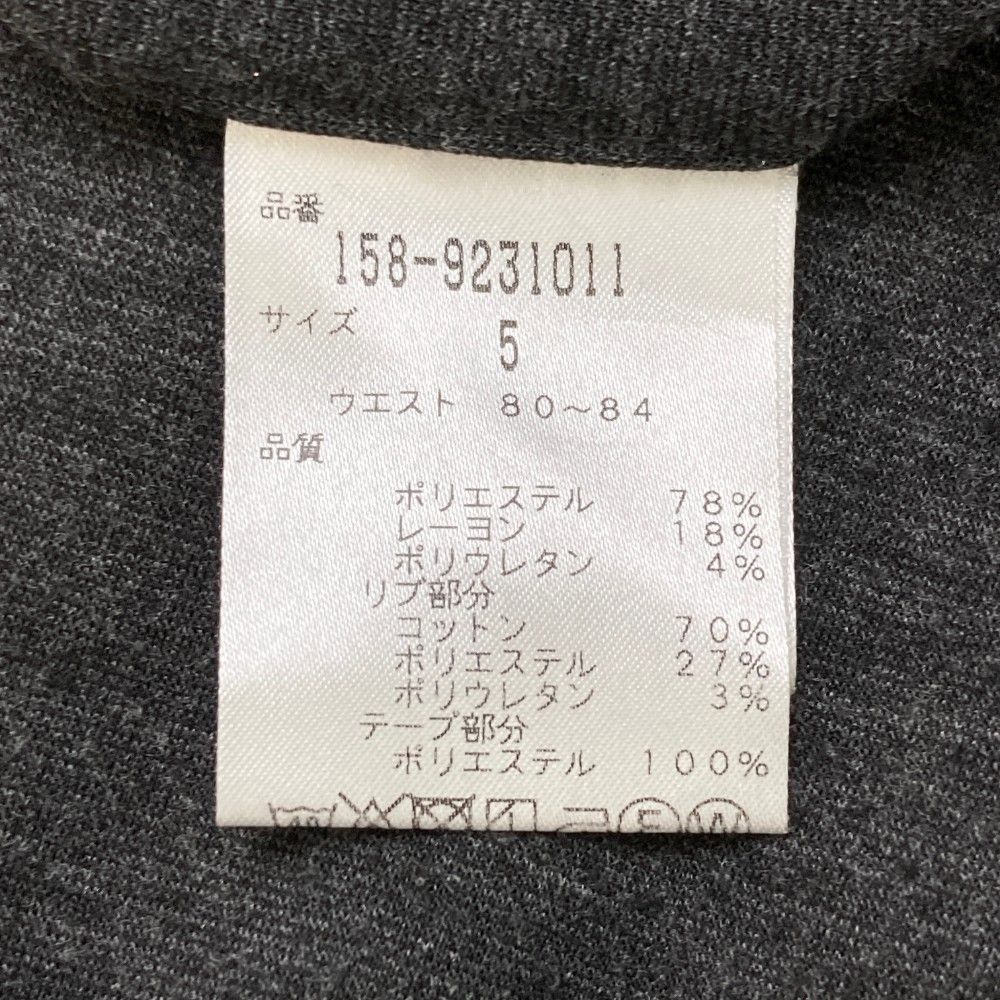 品番
158-9231011
サイズ
5
ウエスト 80～84
品質
ポリエステル 78%
レーヨン 18%
ポリウレタン 4%
リブ部分
コットン 70%
ポリエステル 27%
ポリウレタン 3%
テープ部分
ポリエステル 100%